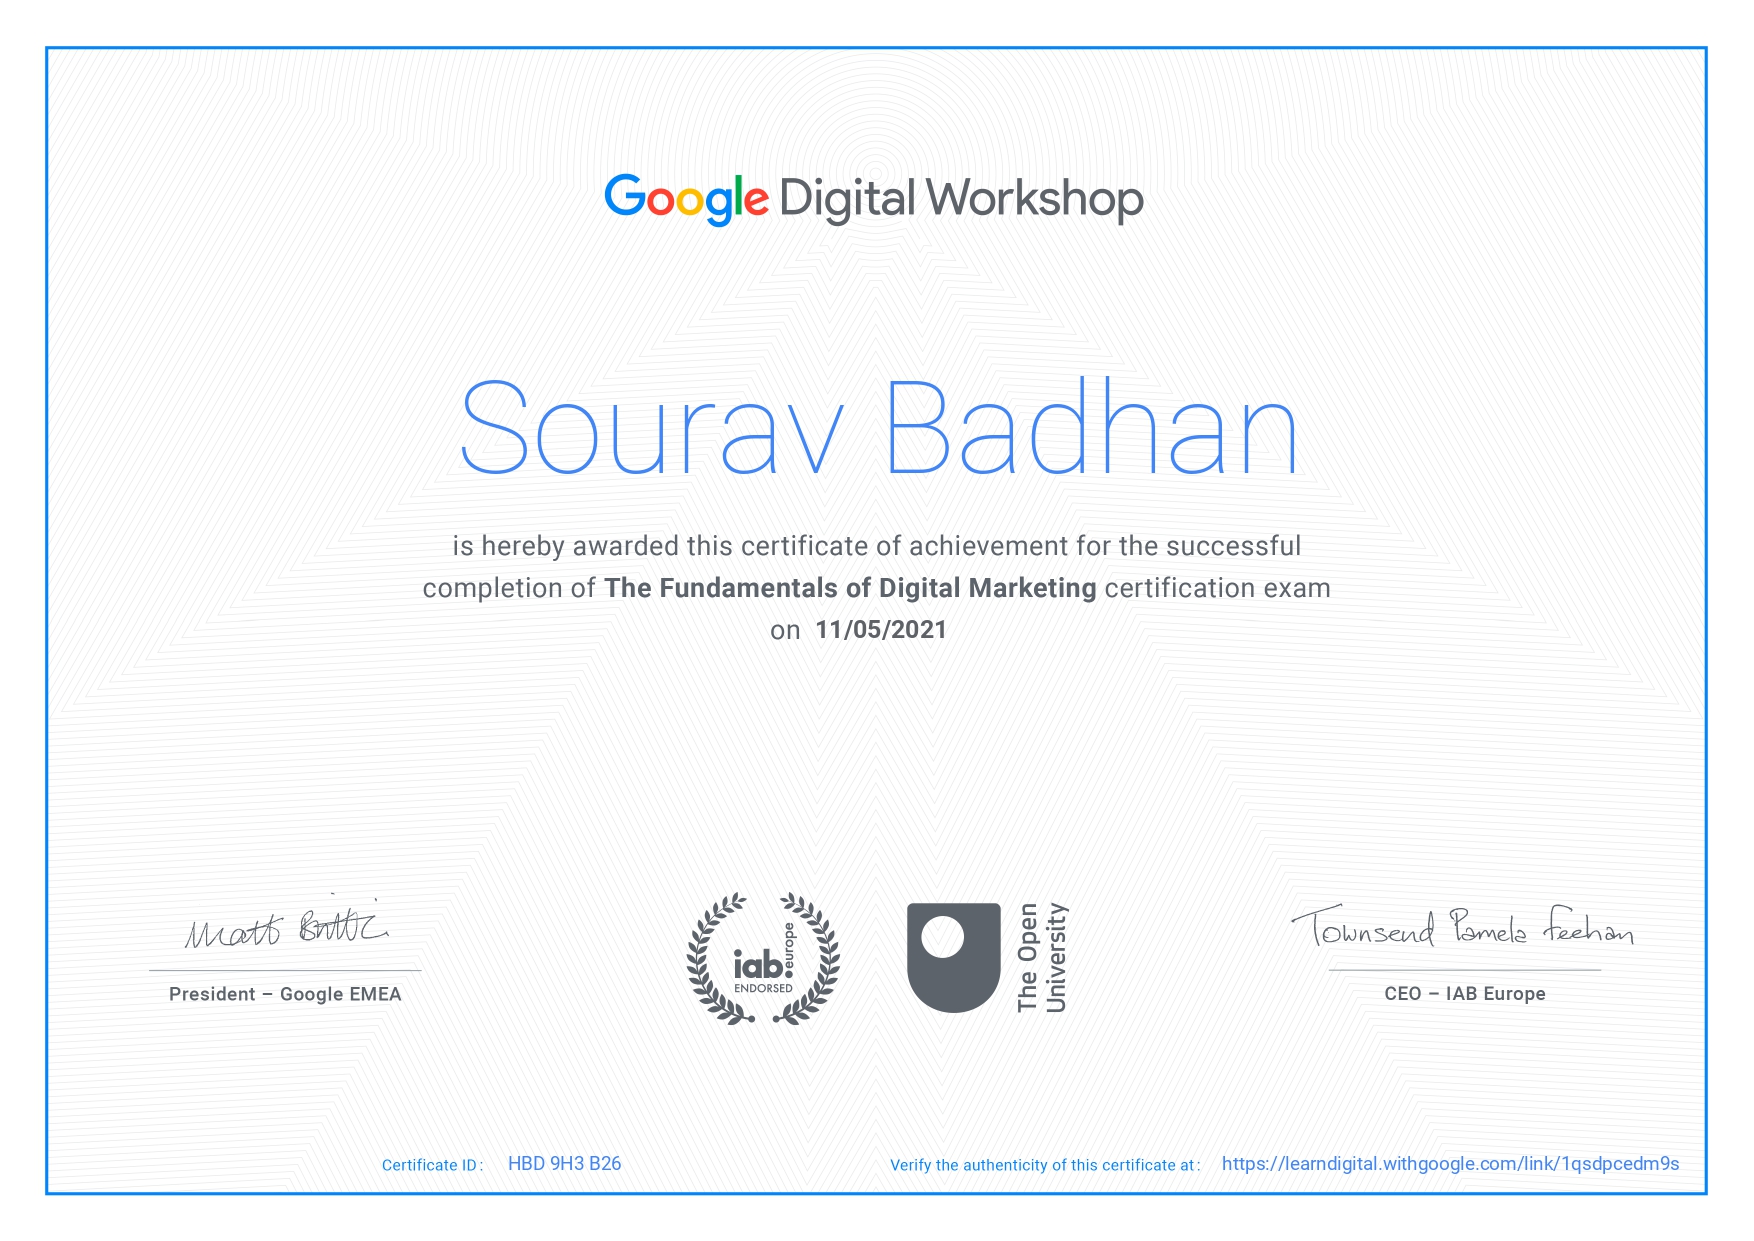 Google Digital Workshop
Sourav Badhan
is hereby awarded this certificate of achievement for the successful
completion of The Fundamentals of Digital Marketing certification exam
on 11/05/2021
Matt Brittin
President – Google EMEA
iab. europe
ENDORSED
The Open
University
Townsend Pamela Feehan
CEO – IAB Europe
Certificate ID : HBD 9H3 B26
Verify the authenticity of this certificate at : https://learndigital.withgoogle.com/link/1qsdpcedm9s